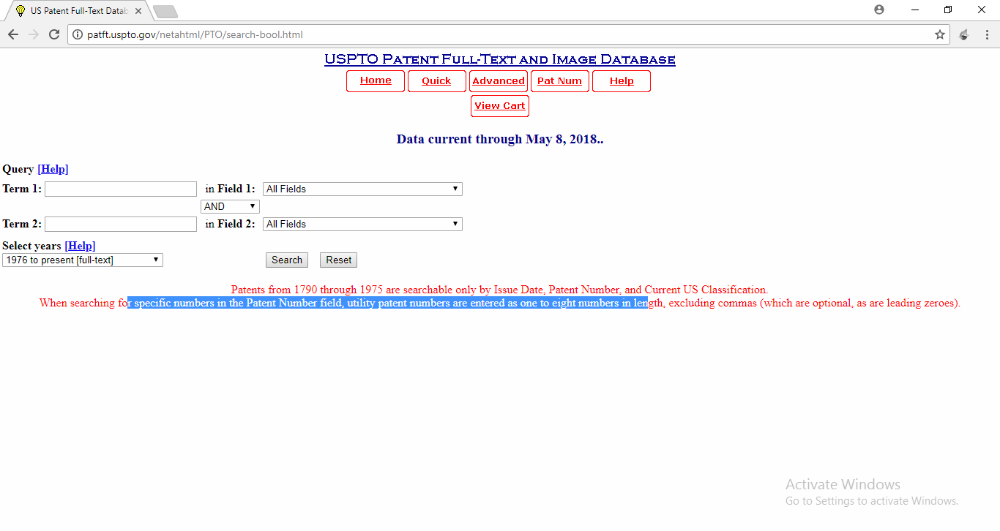 US Patent Full-Text Datab
patft.uspto.gov/netahtml/PTO/search-bool.html
USPTO Patent Full-Text and Image Database
Home Quick Advanced Pat Num Help
View Cart
Data current through May 8, 2018..
Query [Help]
Term 1: in Field 1: All Fields
AND
Term 2: in Field 2: All Fields
Select years [Help]
1976 to present [full-text] Search Reset
Patents from 1790 through 1975 are searchable only by Issue Date, Patent Number, and Current US Classification.
When searching for specific numbers in the Patent Number field, utility patent numbers are entered as one to eight numbers in length, excluding commas (which are optional, as are leading zeroes).
Activate Windows
Go to Settings to activate Windows.